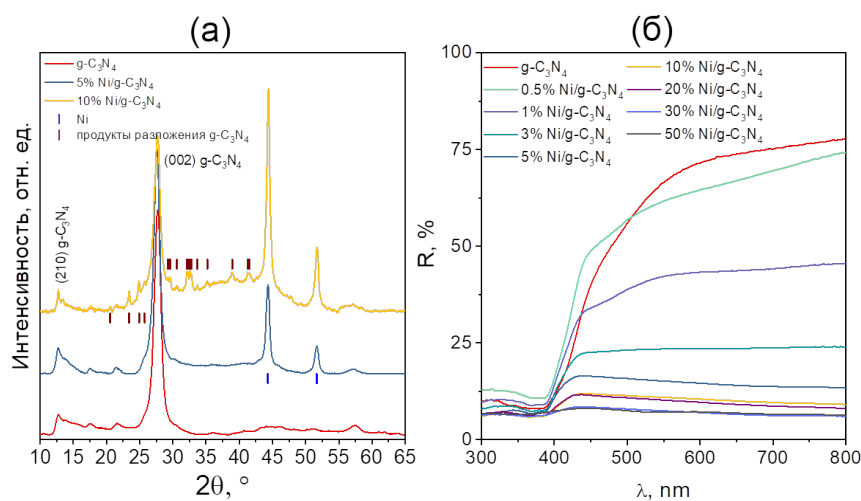 (а)
g-C₃N₄
5% Ni/g-C₃N₄
10% Ni/g-C₃N₄
Ni
продукты разложения g-C₃N₄
(002) g-C₃N₄
(210) g-C₃N₄
Интенсивность, отн. ед.
10 15 20 25 30 35 40 45 50 55 60 65
2θ, °
(б)
100
75
50
25
0
R, %
g-C₃N₄
0.5% Ni/g-C₃N₄
1% Ni/g-C₃N₄
3% Ni/g-C₃N₄
5% Ni/g-C₃N₄
10% Ni/g-C₃N₄
20% Ni/g-C₃N₄
30% Ni/g-C₃N₄
50% Ni/g-C₃N₄
300 400 500 600 700 800
λ, nm